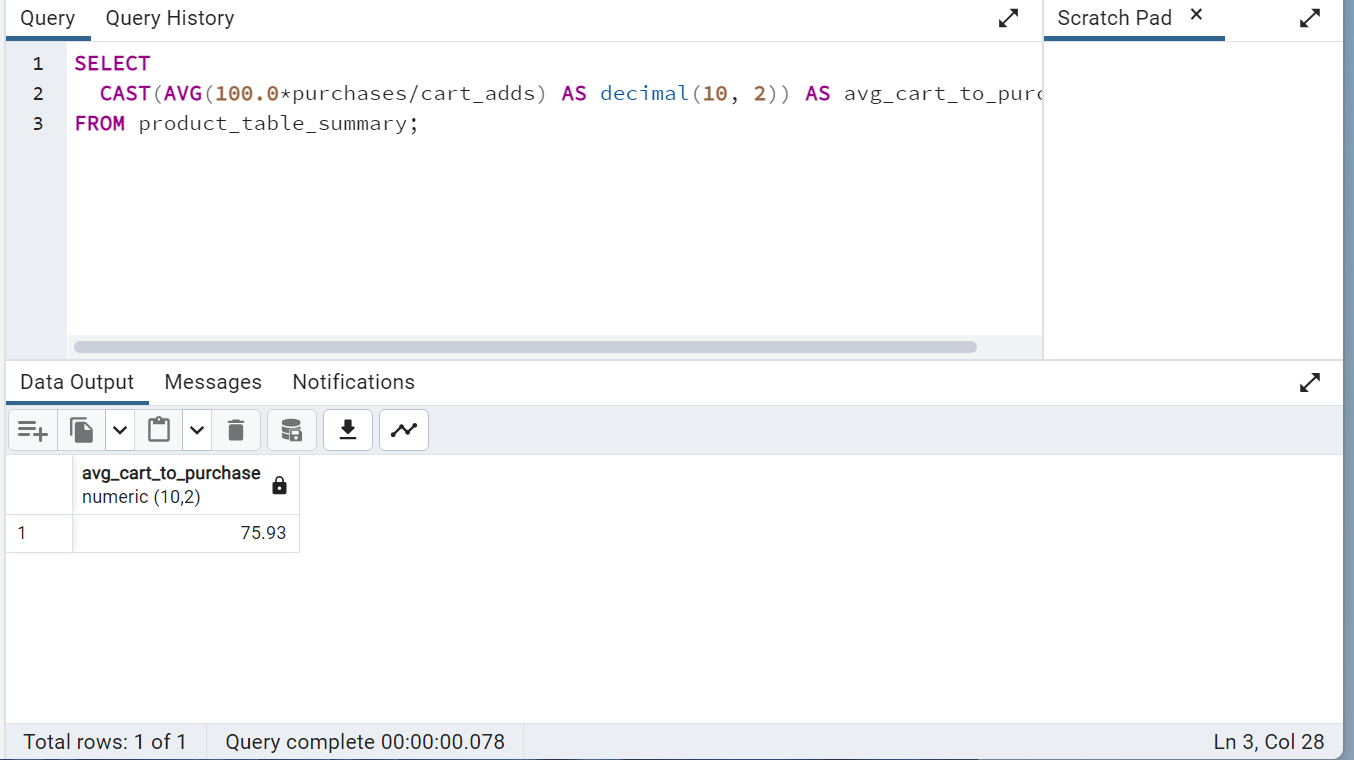 Query Query History
Scratch Pad ×
1 SELECT
2 CAST(AVG(100.0*purchases/cart_adds) AS decimal(10, 2)) AS avg_cart_to_purc
3 FROM product_table_summary;
Data Output Messages Notifications
avg_cart_to_purchase
numeric (10,2)
1 75.93
Total rows: 1 of 1 Query complete 00:00:00.078 Ln 3, Col 28